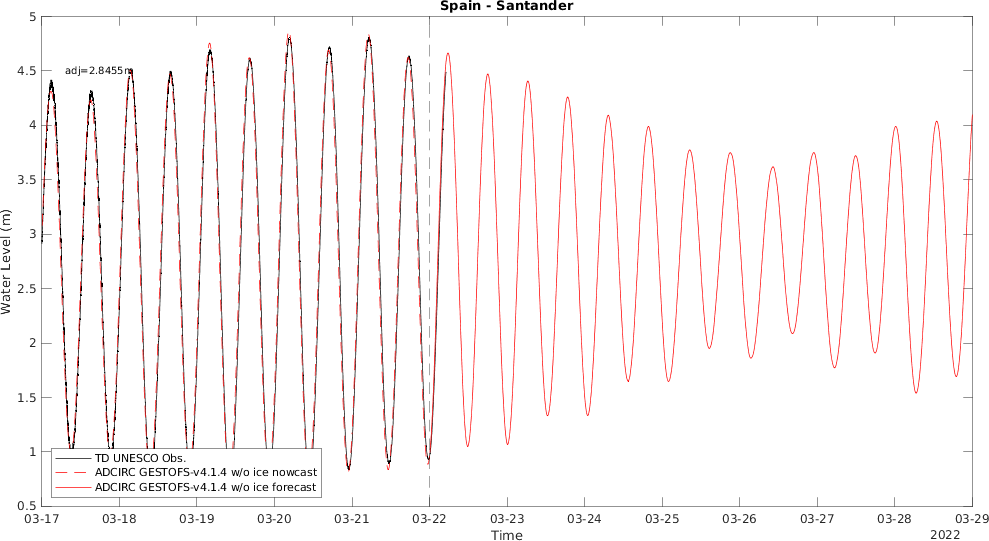 Spain - Santander
adj=2.8455m
5
4.5
4
3.5
3
2.5
2
1.5
1
0.5
Water Level (m)
TD UNESCO Obs.
ADCIRC GESTOFS-v4.1.4 w/o ice nowcast
ADCIRC GESTOFS-v4.1.4 w/o ice forecast
03-17 03-18 03-19 03-20 03-21 03-22 03-23 03-24 03-25 03-26 03-27 03-28 03-29
Time
2022